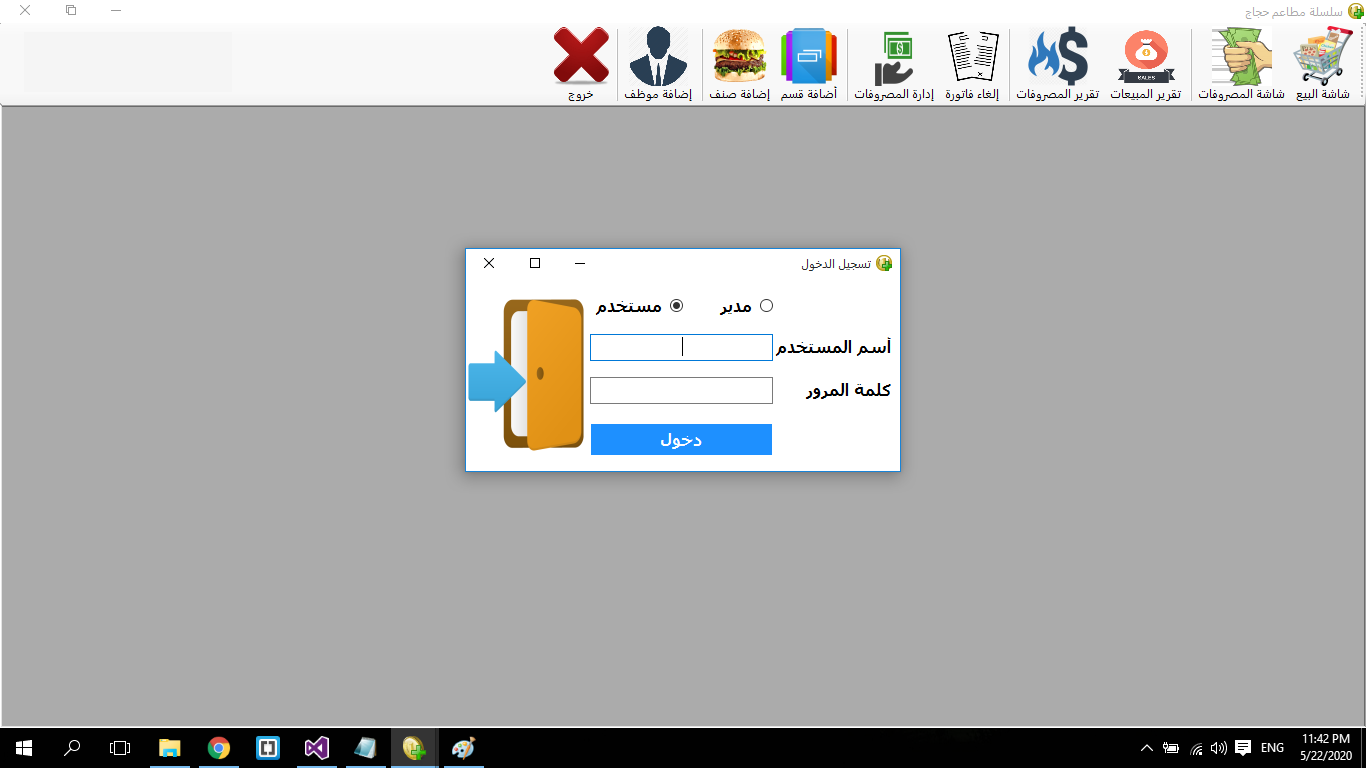 سلسلة مطاعم حجاج
شاشة البيع
شاشة المصروفات
تقرير المبيعات
تقرير المصروفات
إلغاء فاتورة
إدارة المصروفات
أضافة قسم
إضافة صنف
إضافة موظف
خروج
SALES
تسجيل الدخول
مدير
مستخدم
أسم المستخدم
كلمة المرور
دخول
ENG
11:42 PM
5/22/2020